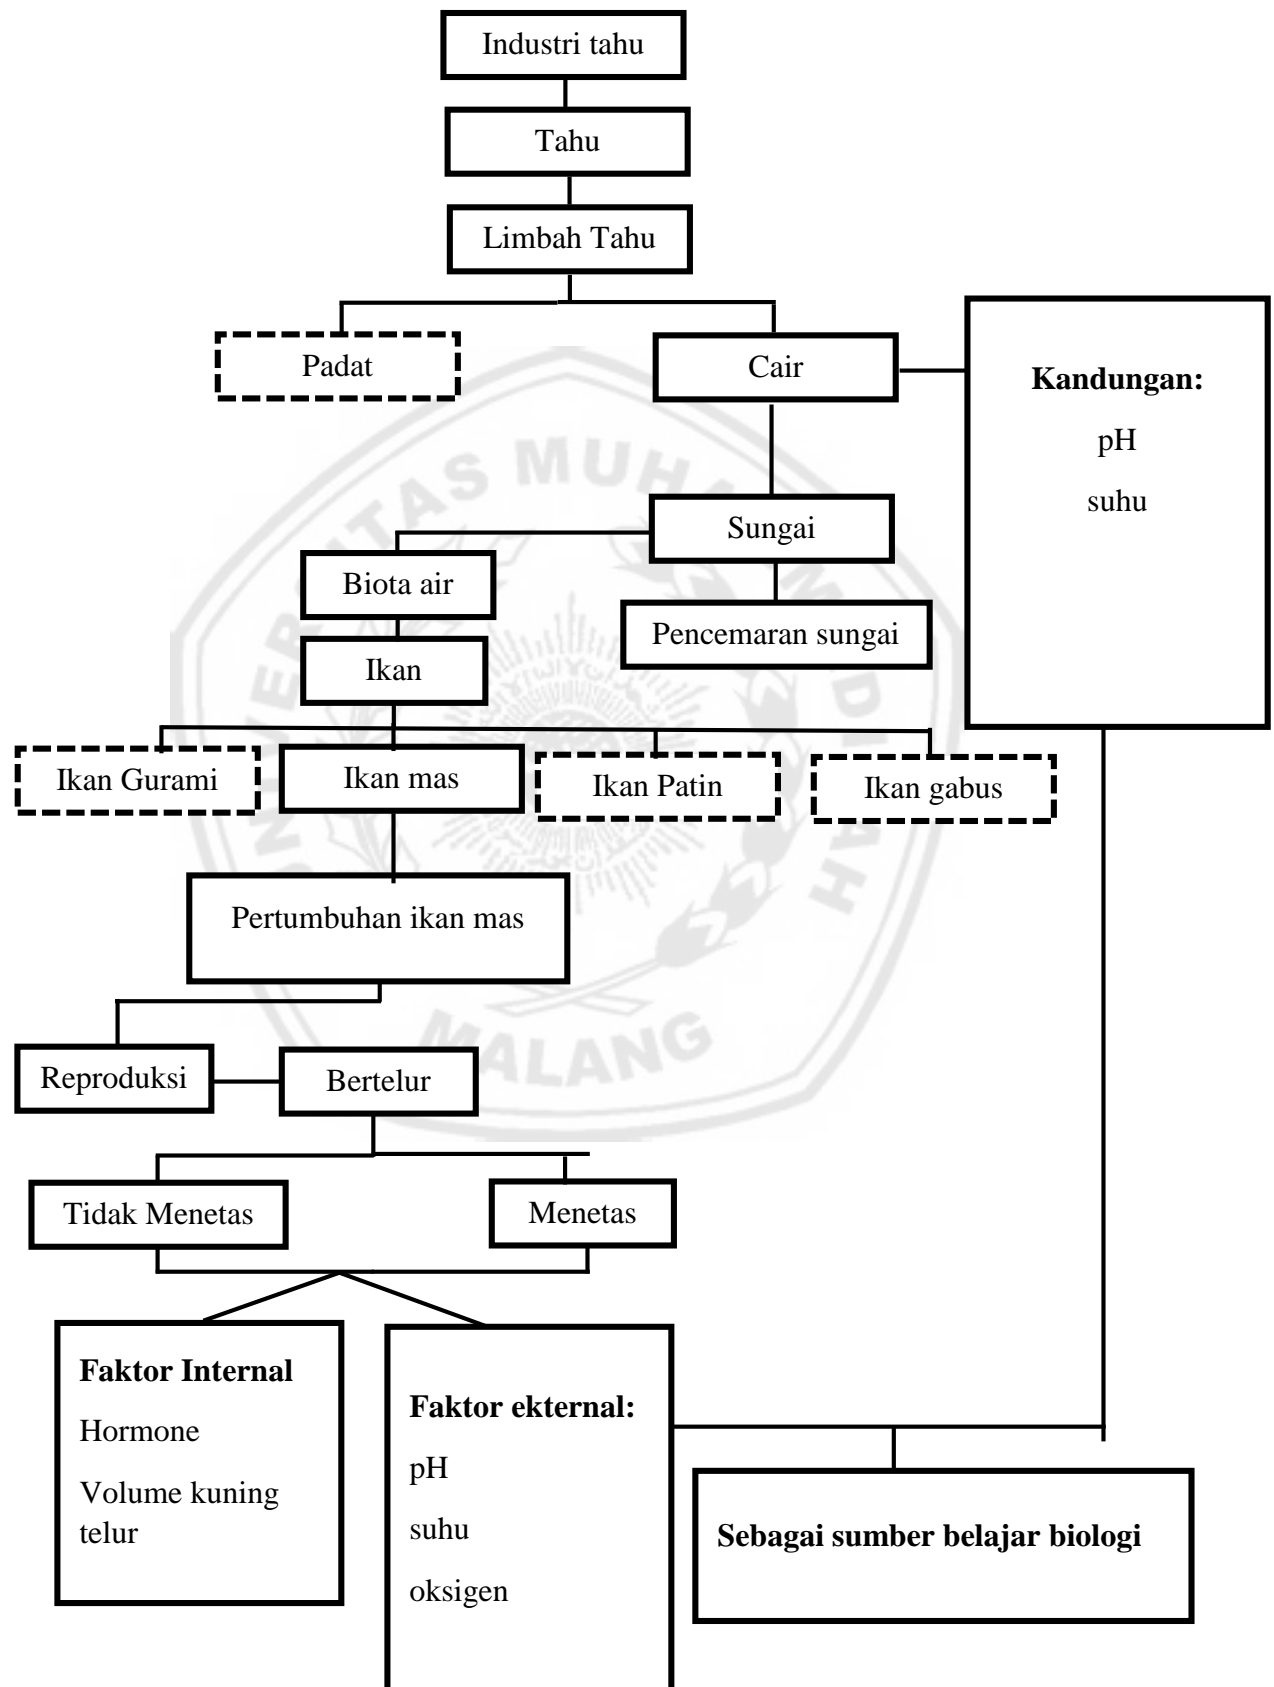 Industri tahu
Tahu
Limbah Tahu
Padat
Cair
Kandungan:
pH
suhu
Sungai
Biota air
Pencemaran sungai
Ikan
Ikan Gurami
Ikan mas
Ikan Patin
Ikan gabus
Pertumbuhan ikan mas
Reproduksi
Bertelur
Tidak Menetas
Menetas
Faktor Internal
Hormone
Volume kuning
telur
Faktor ekternal:
pH
suhu
oksigen
Sebagai sumber belajar biologi
MALANG